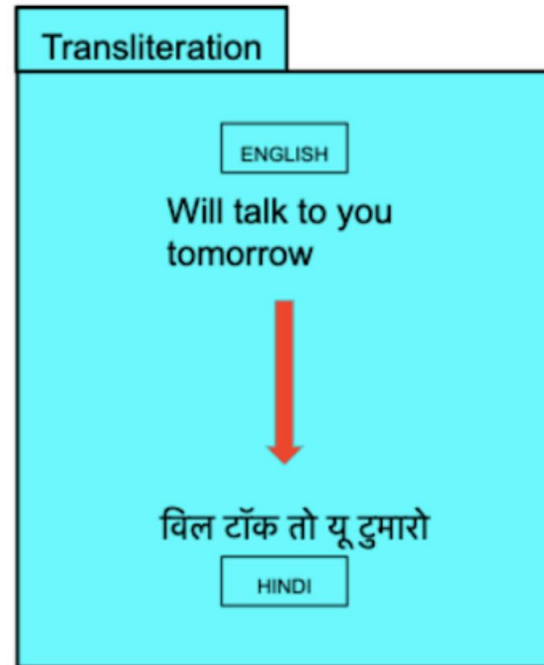 Transliteration
ENGLISH
Will talk to you
tomorrow
विल टॉक तो यू टुमारो
HINDI